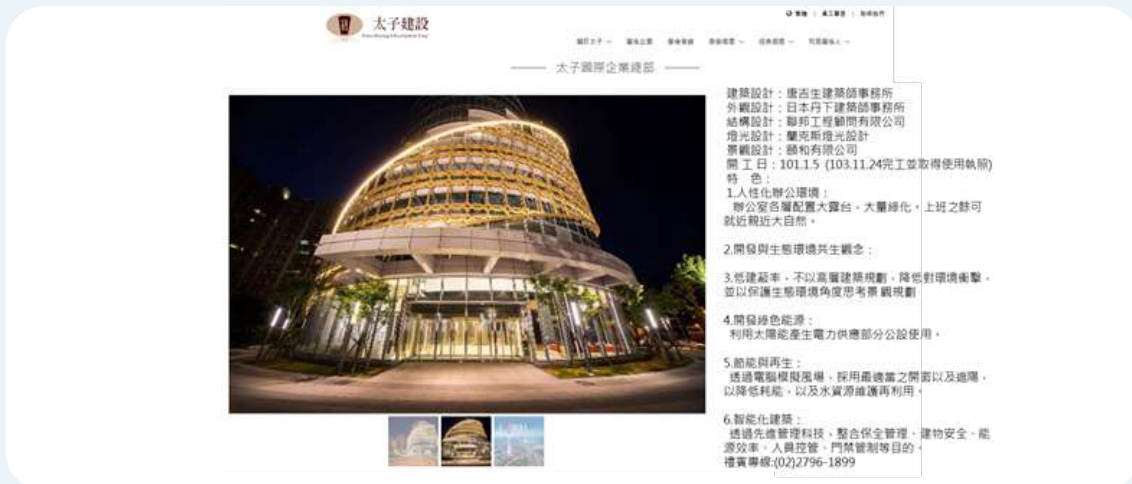 太子建設
繁體 | 員工專區 | 聯絡我們
關於太子
太子國際企業總部
建築設計：唐吉生建築師事務所
外觀設計：日本丹下建築師事務所
結構設計：聯邦工程顧問有限公司
燈光設計：蘭克斯燈光設計
景觀設計：頤和有限公司
開 工 日：101.1.5 (103.11.24完工並取得使用執照)
特　色：
1.人性化辦公環境：
辦公室各層配置大露台，大量綠化，上班之餘可
就近親近大自然。
2.開發與生態環境共生觀念：
3.低建蔽率，不以高層建築規劃，降低對環境衝擊，
並以保護生態環境角度思考景 觀規劃
4.開發綠色能源：
利用太陽能產生電力供應部分公設使用。
5.節能與再生：
透過電腦模擬風場，採用最適當之開窗以及遮陽，
以降低耗能，以及水資源維護再利用。
6.智能化建築：
透過先進管理科技，整合保全管理、建物安全、能
源效率、人員控管、門禁管制等目的。
禮賓專線:(02)2796-1899